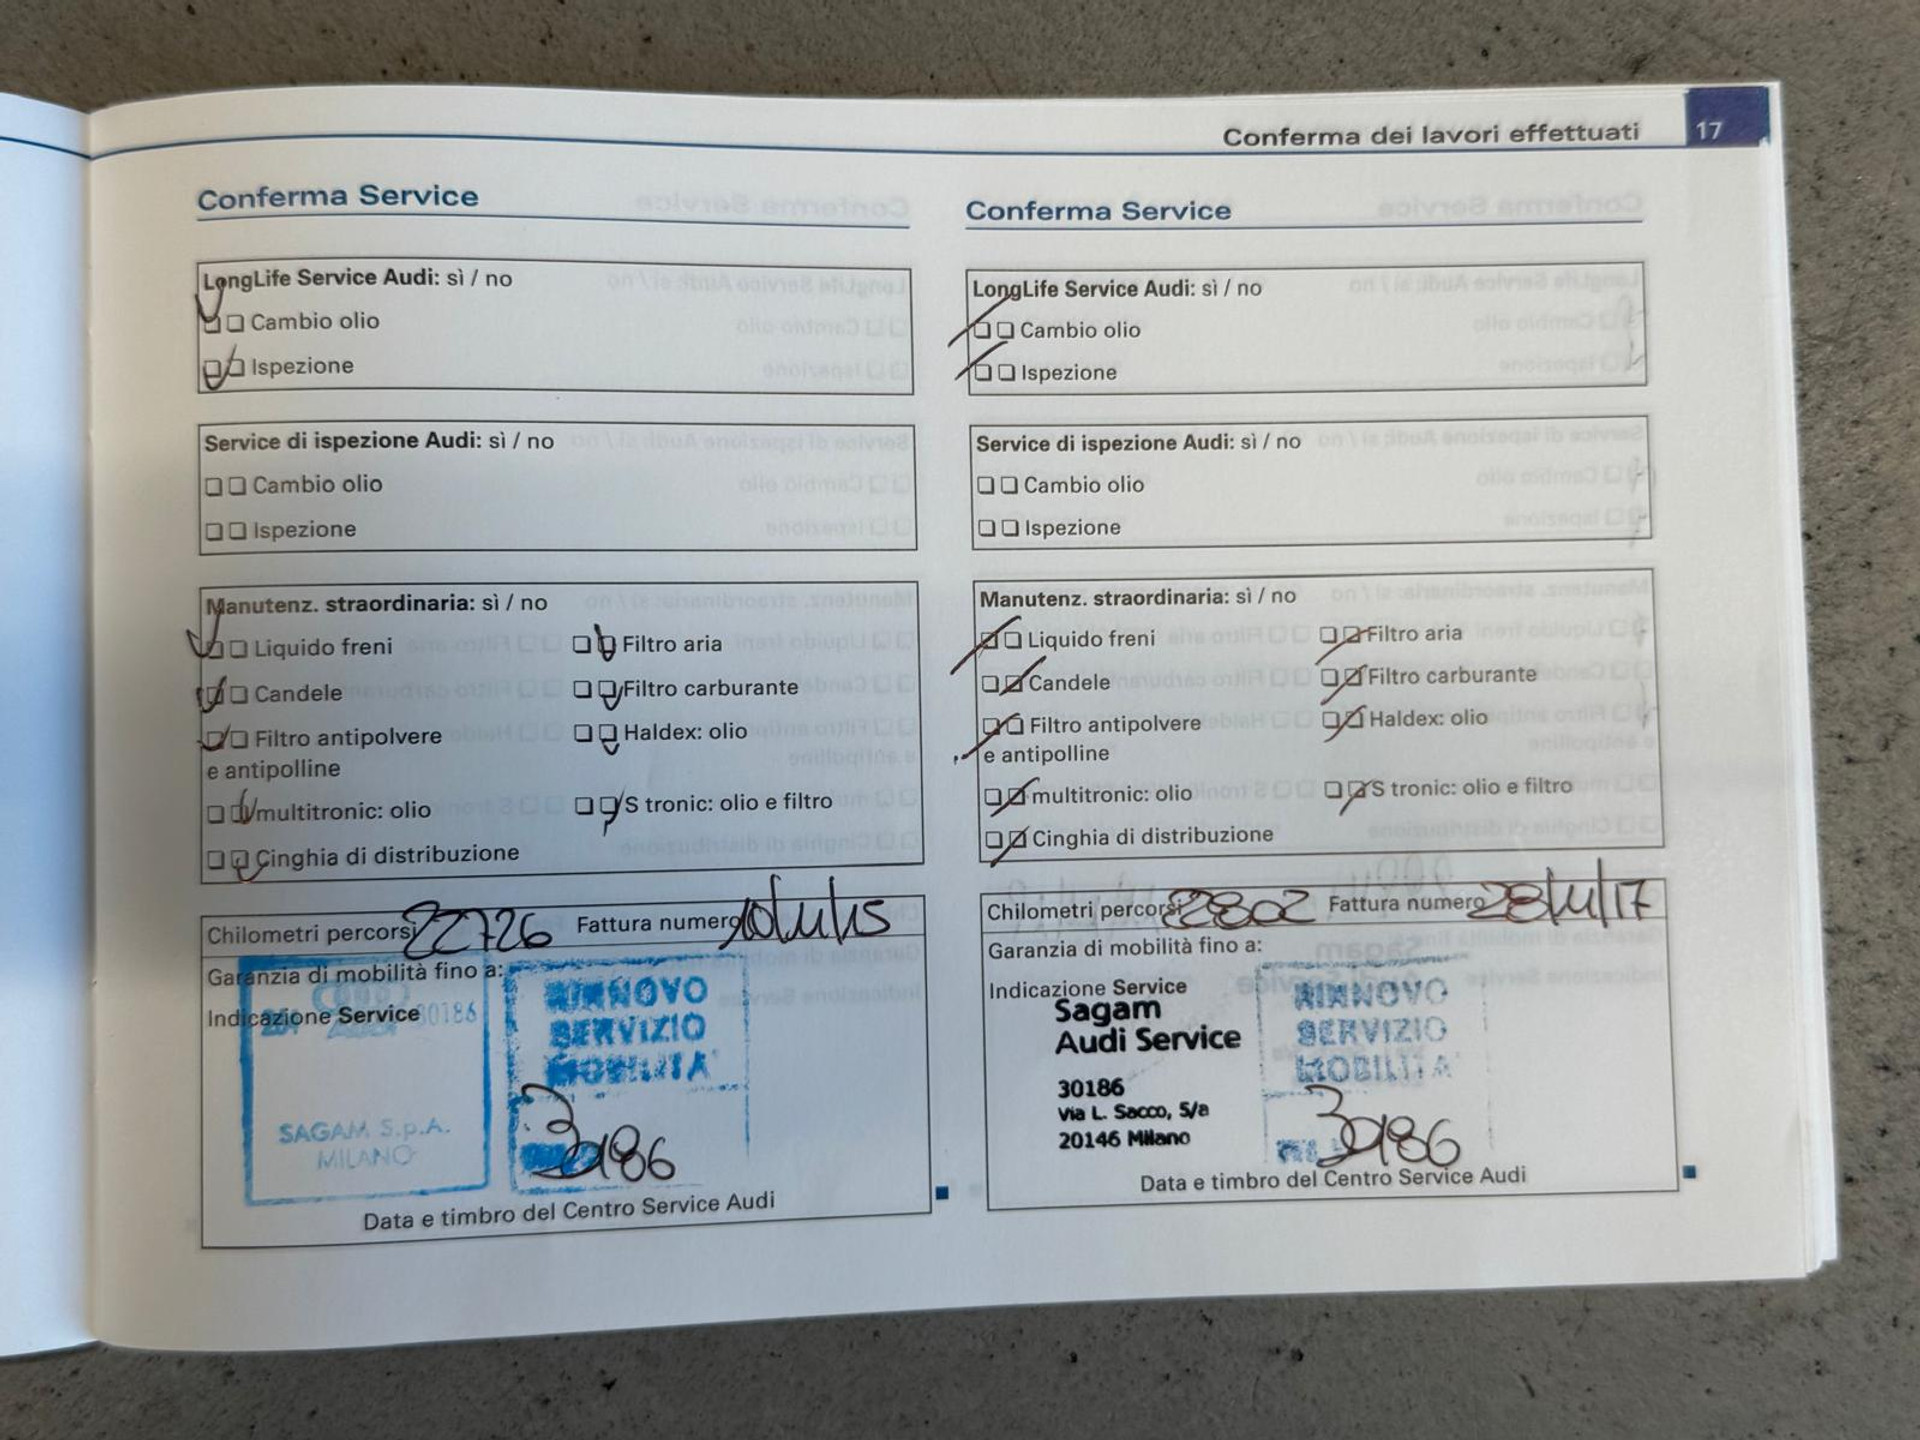 Conferma dei lavori effettuati 17
Conferma Service
LongLife Service Audi: sì / no
Cambio olio
Ispezione
Service di ispezione Audi: sì / no
Cambio olio
Ispezione
Manutenz. straordinaria: sì / no
Liquido freni
Filtro aria
Candele
Filtro carburante
Filtro antipolvere
e antipolline
Haldex: olio
multitronic: olio
S tronic: olio e filtro
Cinghia di distribuzione
Chilometri percorsi 22726 Fattura numero 10/11/15
Garanzia di mobilità fino a:
Indicazione Service
30186
SAGAM S.p.A.
MILANO
RINNOVO
SERVIZIO
MOBILITA'
30186
Data e timbro del Centro Service Audi
Conferma Service
LongLife Service Audi: sì / no
Cambio olio
Ispezione
Service di ispezione Audi: sì / no
Cambio olio
Ispezione
Manutenz. straordinaria: sì / no
Liquido freni
Filtro aria
Candele
Filtro carburante
Filtro antipolvere
e antipolline
Haldex: olio
multitronic: olio
S tronic: olio e filtro
Cinghia di distribuzione
Chilometri percorsi Fattura numero 28/11/17
Garanzia di mobilità fino a:
Indicazione Service
Sagam
Audi Service
30186
Via L. Sacco, 5/a
20146 Milano
RINNOVO
SERVIZIO
MOBILITA
30186
Data e timbro del Centro Service Audi